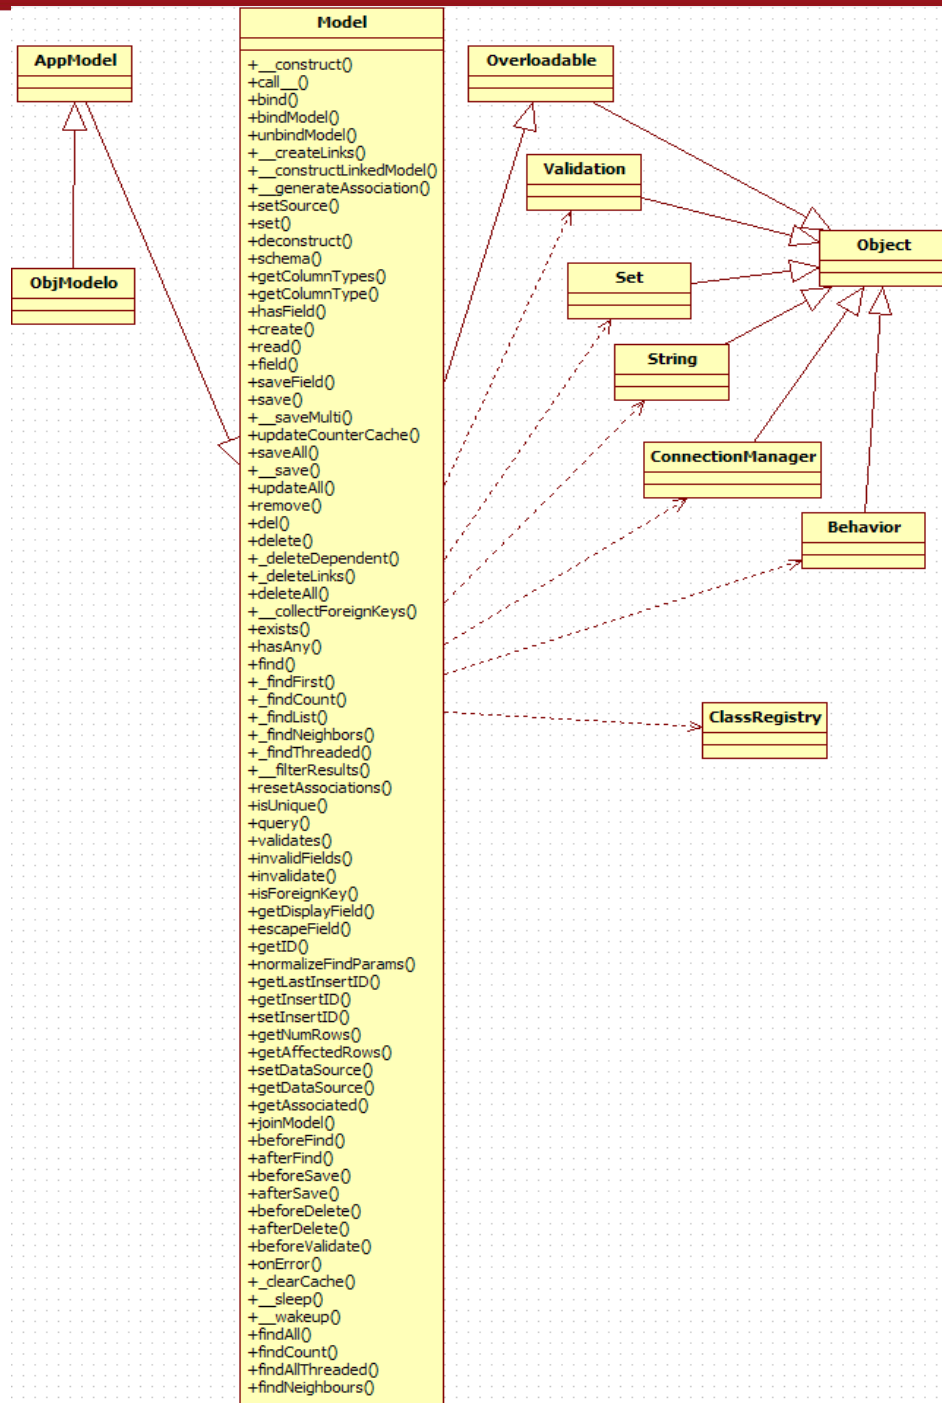 Model
AppModel
Overloadable
+__construct()
+call__()
+bind()
+bindModel()
+unbindModel()
+__createLinks()
+__constructLinkedModel()
+__generateAssociation()
+setSource()
+set()
+deconstruct()
+schema()
+getColumnTypes()
+getColumnType()
+hasField()
+create()
+read()
+field()
+saveField()
+save()
+__saveMulti()
+updateCounterCache()
+saveAll()
+__save()
+updateAll()
+remove()
+del()
+delete()
+_deleteDependent()
+_deleteLinks()
+deleteAll()
+__collectForeignKeys()
+exists()
+hasAny()
+find()
+_findFirst()
+_findCount()
+_findList()
+_findNeighbors()
+_findThreaded()
+__filterResults()
+resetAssociations()
+isUnique()
+query()
+validates()
+invalidFields()
+invalidate()
+isForeignKey()
+getDisplayField()
+escapeField()
+getID()
+normalizeFindParams()
+getLastInsertID()
+getInsertID()
+setInsertID()
+getNumRows()
+getAffectedRows()
+setDataSource()
+getDataSource()
+getAssociated()
+joinModel()
+beforeFind()
+afterFind()
+beforeSave()
+afterSave()
+beforeDelete()
+afterDelete()
+beforeValidate()
+onError()
+_clearCache()
+__sleep()
+__wakeup()
+findAll()
+findCount()
+findAllThreaded()
+findNeighbours()
Validation
Object
ObjModelo
Set
String
ConnectionManager
Behavior
ClassRegistry